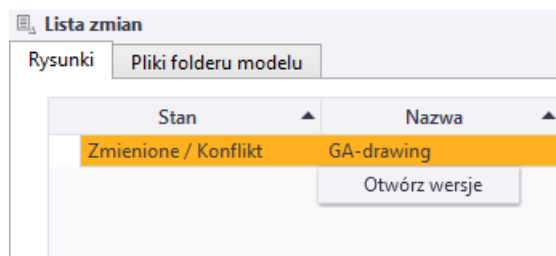 Lista zmian
Rysunki Pliki folderu modelu
Stan Nazwa
Zmienione / Konflikt GA-drawing
Otwórz wersje